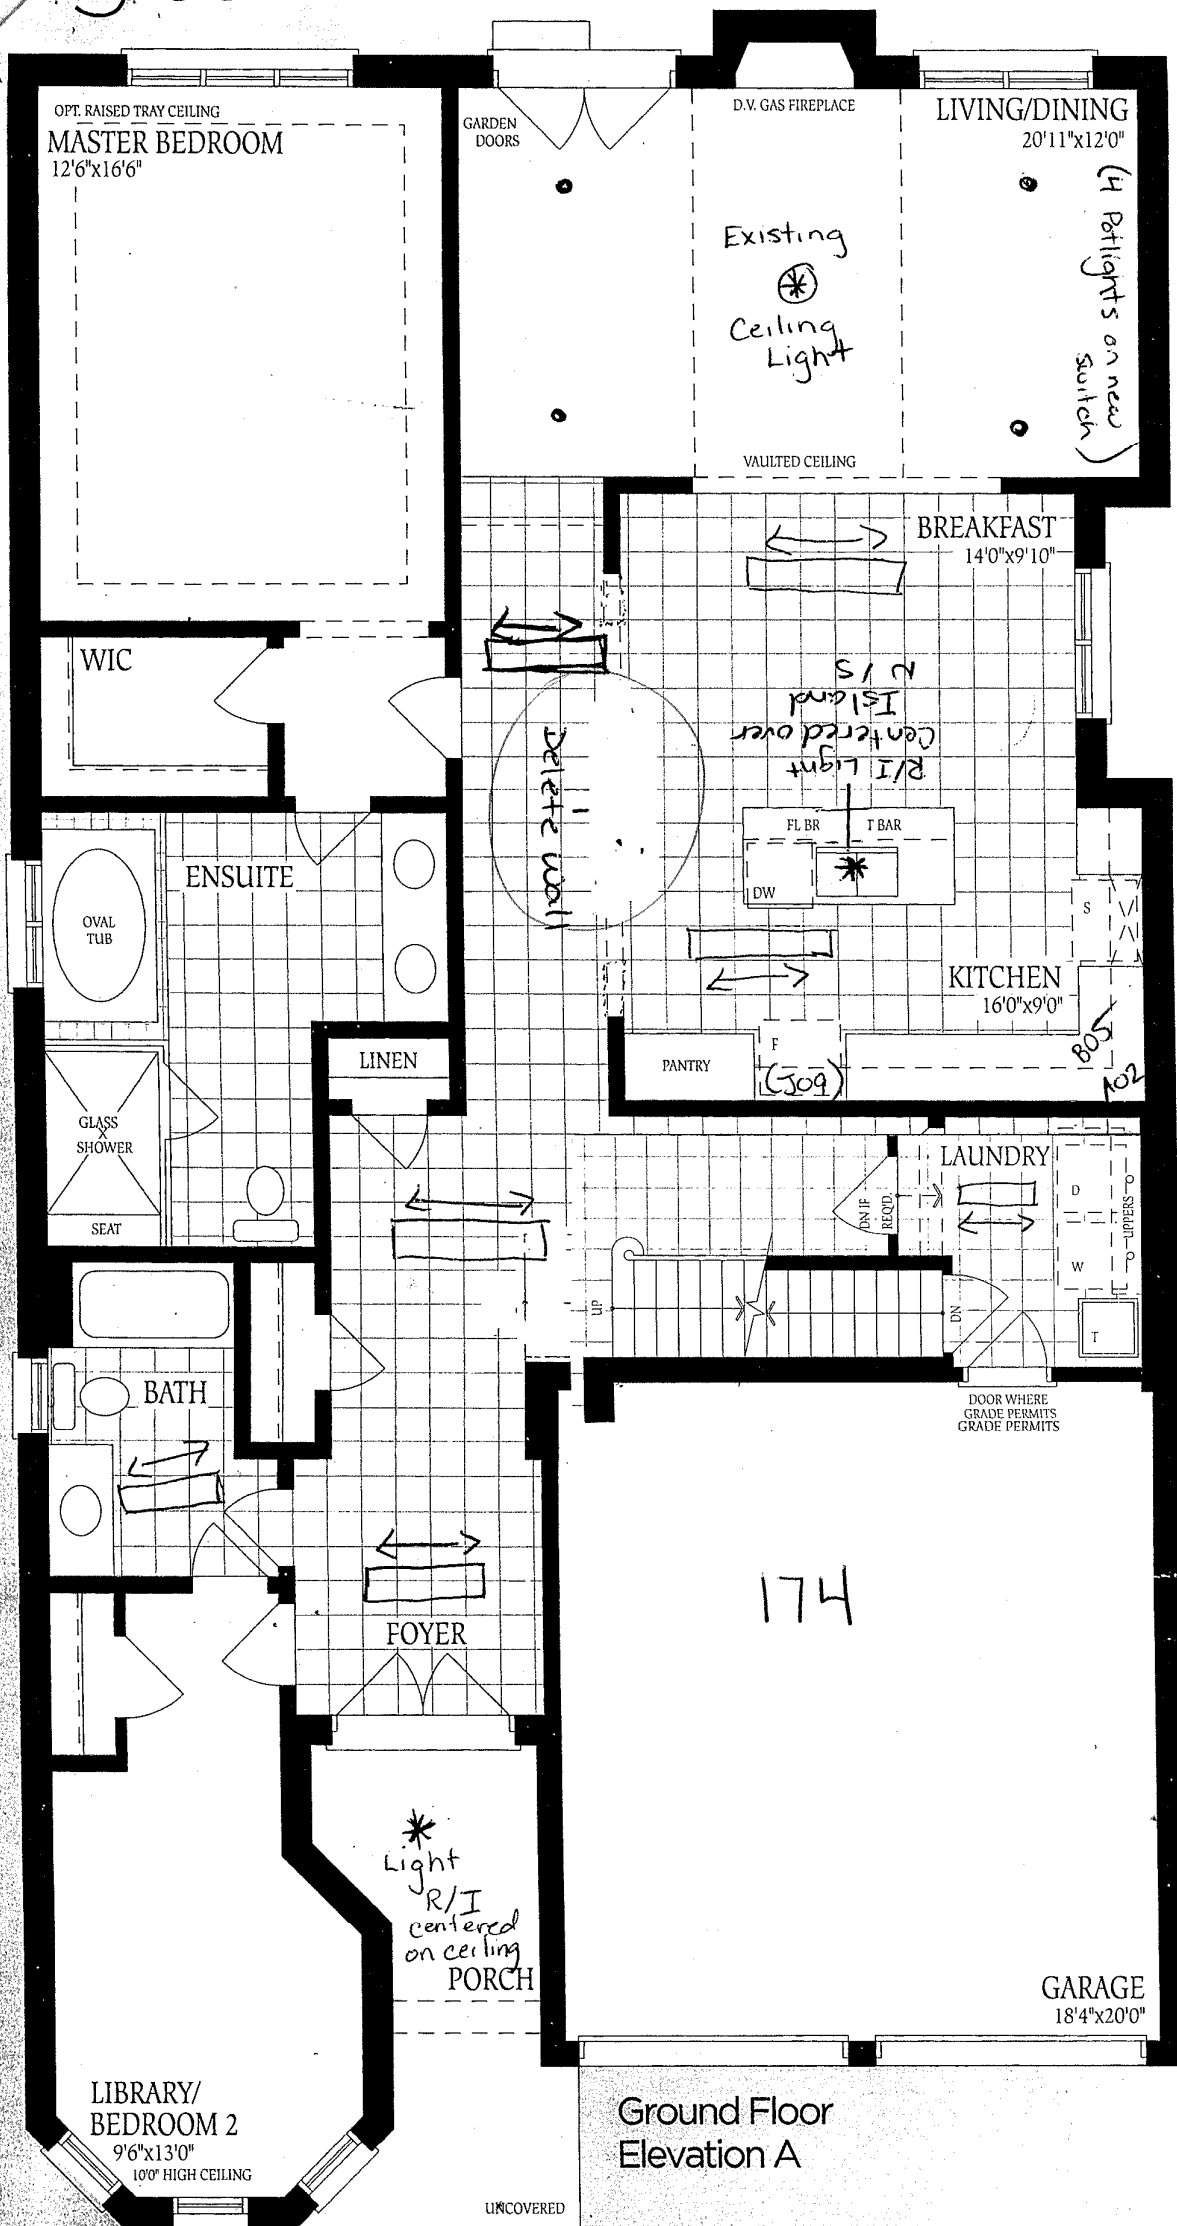 OPT. RAISED TRAY CEILING
MASTER BEDROOM
12'6"x16'6"
GARDEN
DOORS
D.V. GAS FIREPLACE
LIVING/DINING
20'11"x12'0"
(4 Potlights on new
switch)
Existing
Ceiling
Light
VAULTED CEILING
BREAKFAST
14'0"x9'10"
WIC
Delete wall
R/I Light
Centered over
Island
N/S
FL BR
T BAR
DW
S
ENSUITE
OVAL
TUB
KITCHEN
16'0"x9'0"
B05
A02
LINEN
PANTRY
F
(Jog)
GLASS
SHOWER
SEAT
LAUNDRY
DN IF
REQ'D.
D
UPPERS
W
T
UP
DN
BATH
DOOR WHERE
GRADE PERMITS
GRADE PERMITS
174
FOYER
Light
R/I
centered
on ceiling
PORCH
GARAGE
18'4"x20'0"
LIBRARY/
BEDROOM 2
9'6"x13'0"
10'0" HIGH CEILING
Ground Floor
Elevation A
UNCOVERED